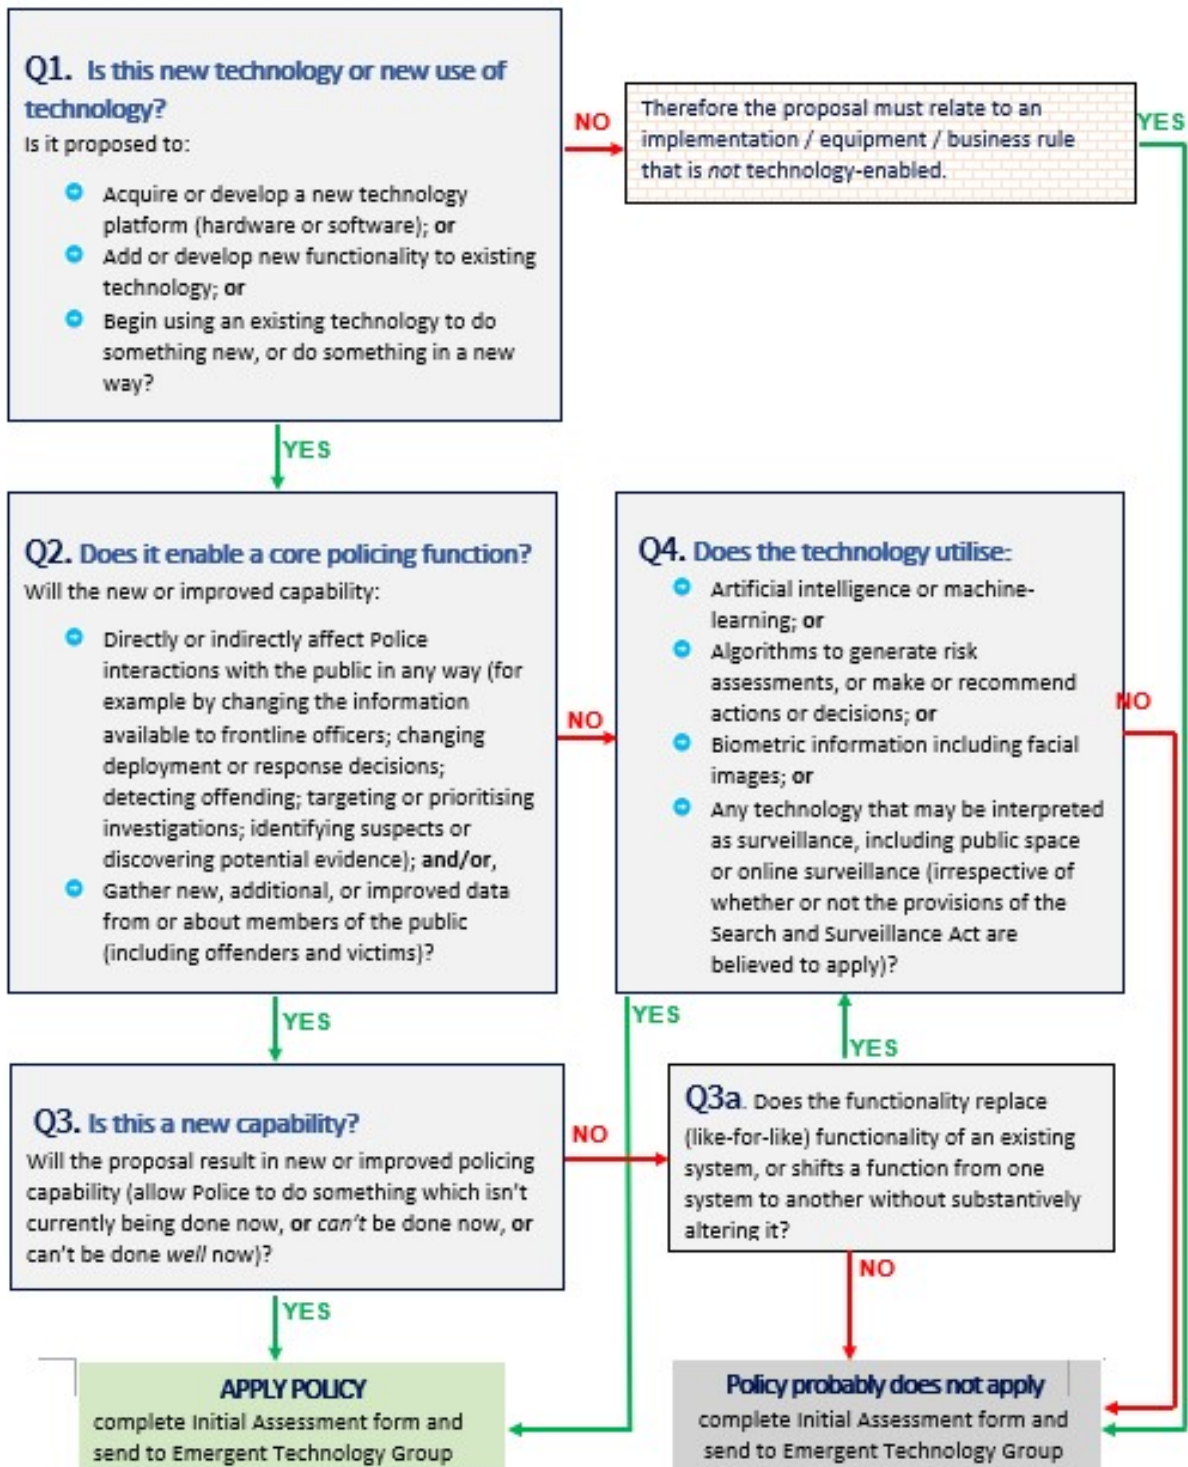 Q1. Is this new technology or new use of
technology?
Is it proposed to:
Acquire or develop a new technology
platform (hardware or software); or
Add or develop new functionality to existing
technology; or
Begin using an existing technology to do
something new, or do something in a new
way?
NO
Therefore the proposal must relate to an
implementation / equipment / business rule
that is not technology-enabled.
YES
YES
Q2. Does it enable a core policing function?
Will the new or improved capability:
Directly or indirectly affect Police
interactions with the public in any way (for
example by changing the information
available to frontline officers; changing
deployment or response decisions;
detecting offending; targeting or prioritising
investigations; identifying suspects or
discovering potential evidence); and/or,
Gather new, additional, or improved data
from or about members of the public
(including offenders and victims)?
NO
Q4. Does the technology utilise:
Artificial intelligence or machine-
learning; or
Algorithms to generate risk
assessments, or make or recommend
actions or decisions; or
Biometric information including facial
images; or
Any technology that may be interpreted
as surveillance, including public space
or online surveillance (irrespective of
whether or not the provisions of the
Search and Surveillance Act are
believed to apply)?
NO
YES
YES
YES
Q3. Is this a new capability?
Will the proposal result in new or improved policing
capability (allow Police to do something which isn't
currently being done now, or can't be done now, or
can't be done well now)?
NO
Q3a. Does the functionality replace
(like-for-like) functionality of an existing
system, or shifts a function from one
system to another without substantively
altering it?
YES
NO
APPLY POLICY
complete Initial Assessment form and
send to Emergent Technology Group
Policy probably does not apply
complete Initial Assessment form and
send to Emergent Technology Group